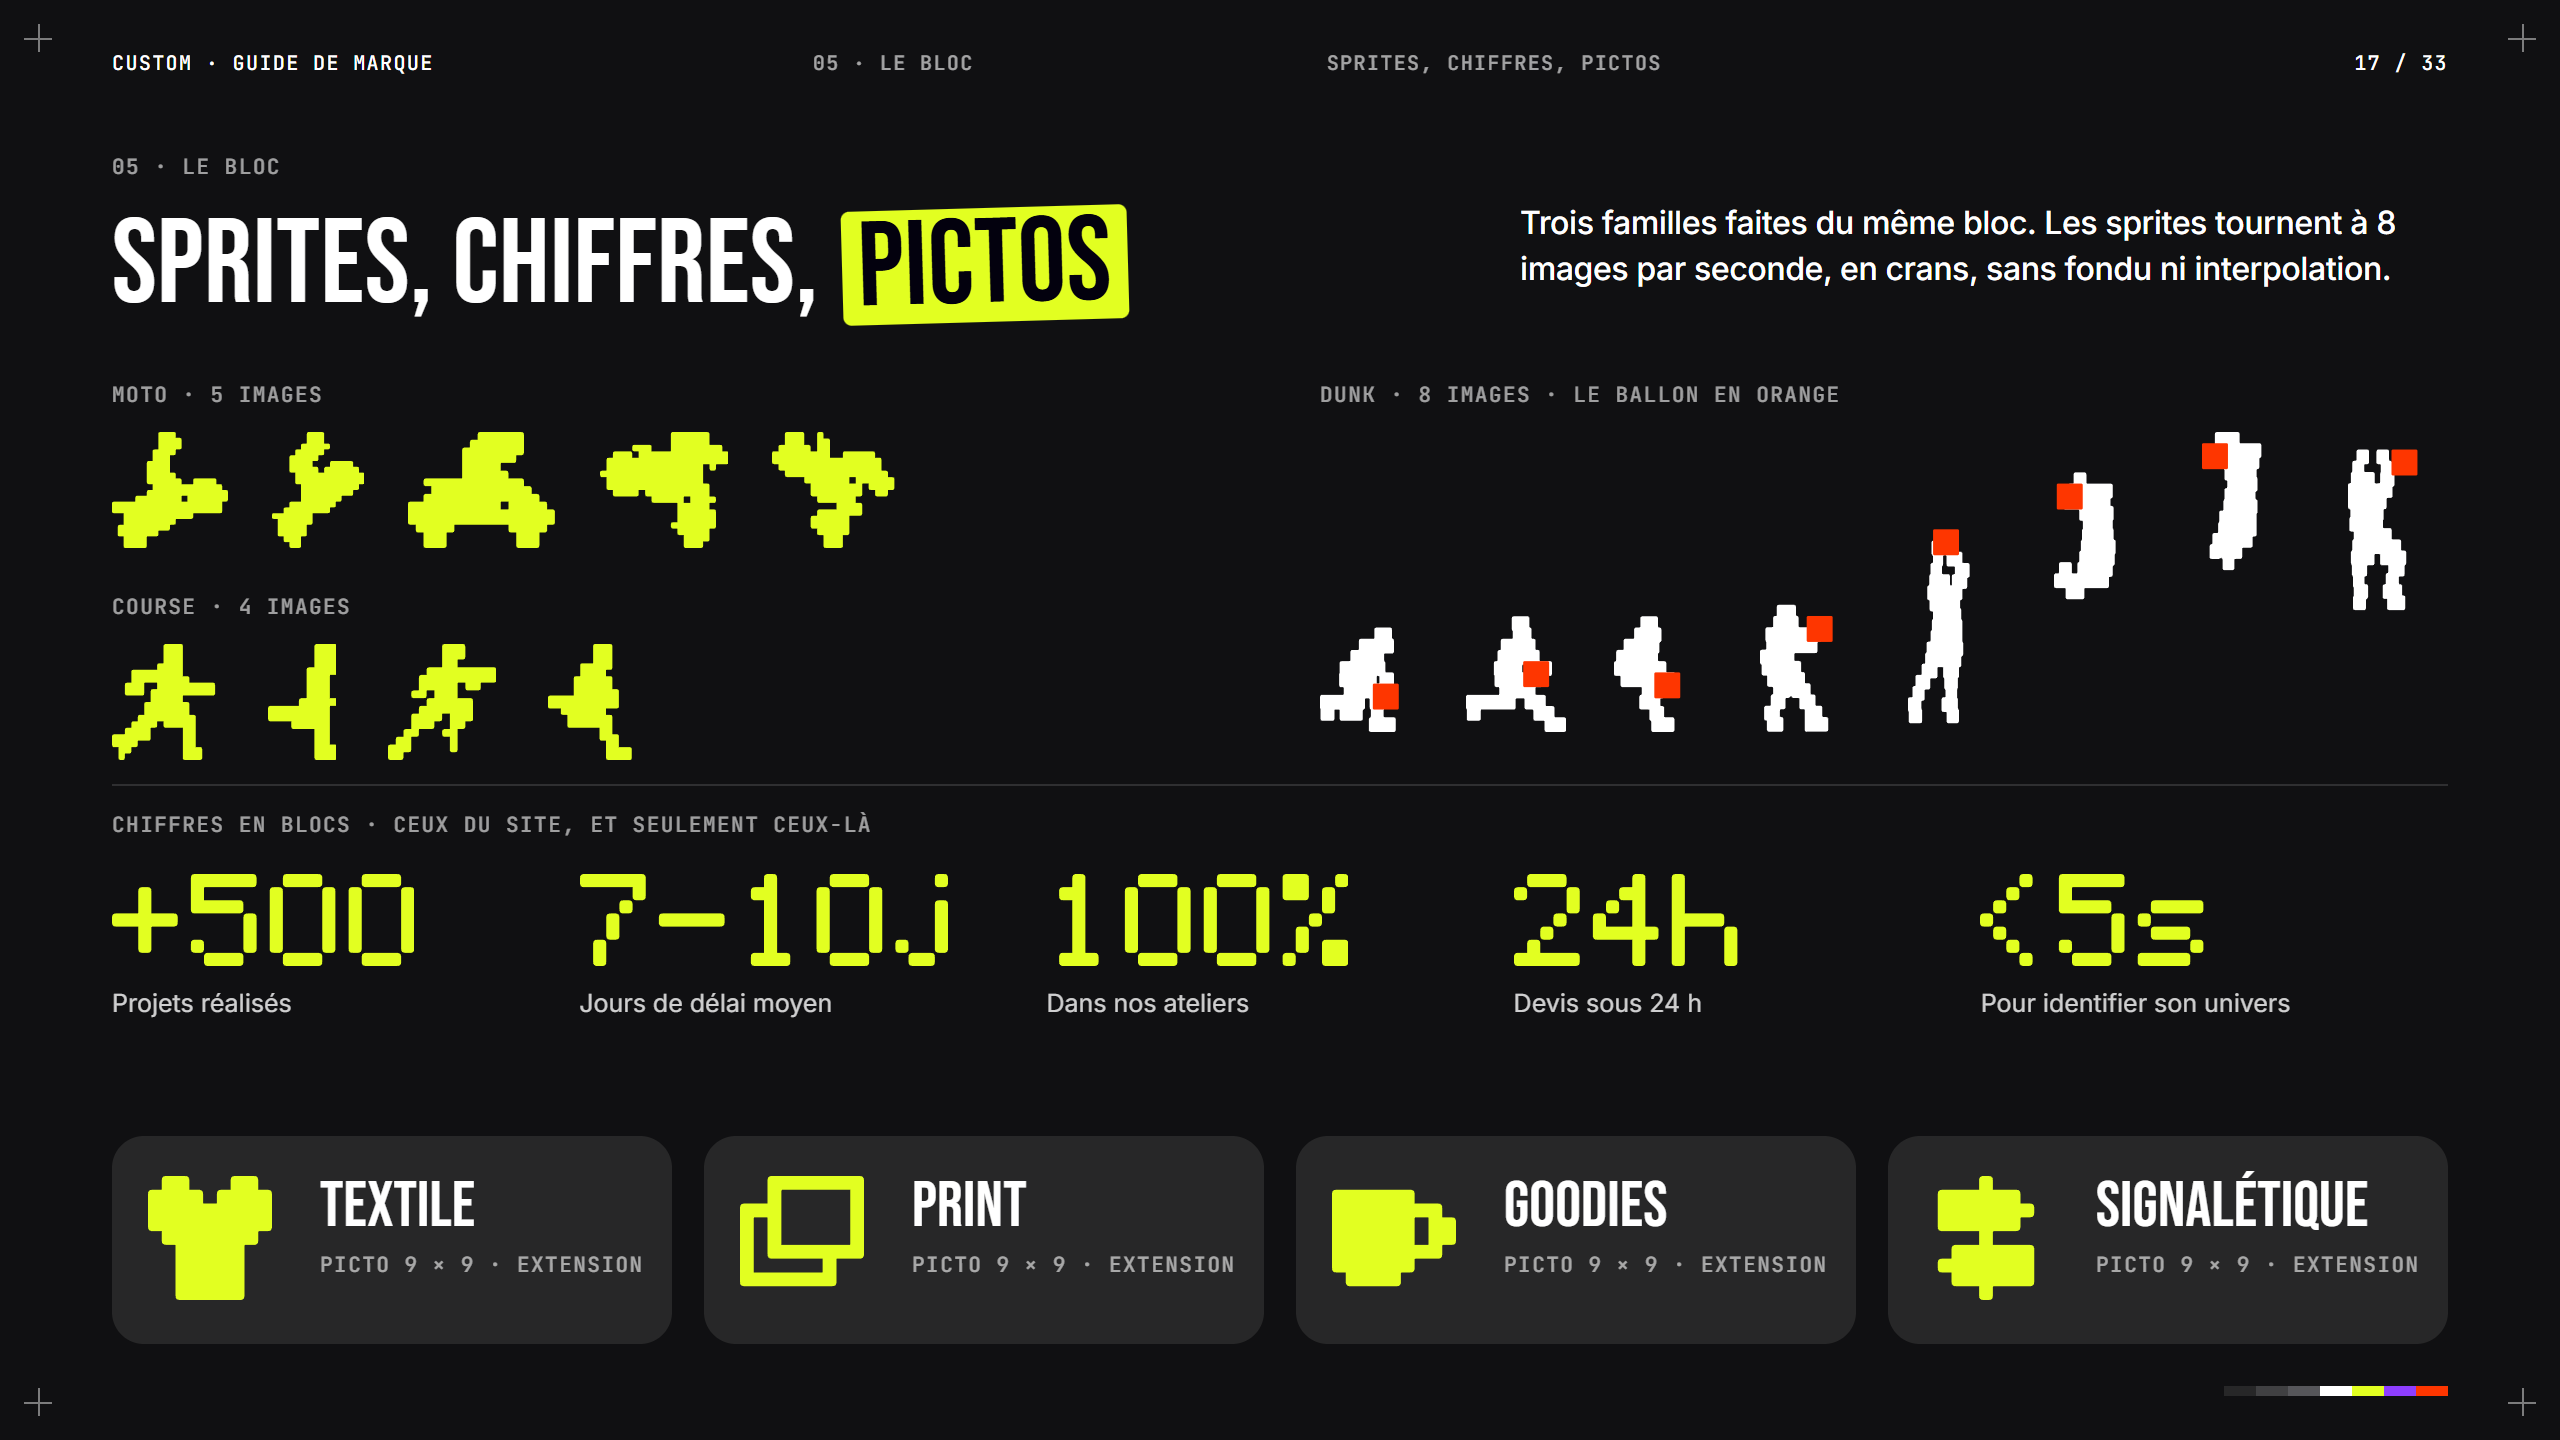 CUSTOM · GUIDE DE MARQUE
05 · LE BLOC
SPRITES, CHIFFRES, PICTOS
17 / 33
05 · LE BLOC
SPRITES, CHIFFRES, PICTOS
Trois familles faites du même bloc. Les sprites tournent à 8
images par seconde, en crans, sans fondu ni interpolation.
MOTO · 5 IMAGES
DUNK · 8 IMAGES · LE BALLON EN ORANGE
COURSE · 4 IMAGES
CHIFFRES EN BLOCS · CEUX DU SITE, ET SEULEMENT CEUX-LÀ
+500
Projets réalisés
7-10j
Jours de délai moyen
100%
Dans nos ateliers
24h
Devis sous 24 h
<5s
Pour identifier son univers
TEXTILE
PICTO 9 × 9 · EXTENSION
PRINT
PICTO 9 × 9 · EXTENSION
GOODIES
PICTO 9 × 9 · EXTENSION
SIGNALÉTIQUE
PICTO 9 × 9 · EXTENSION